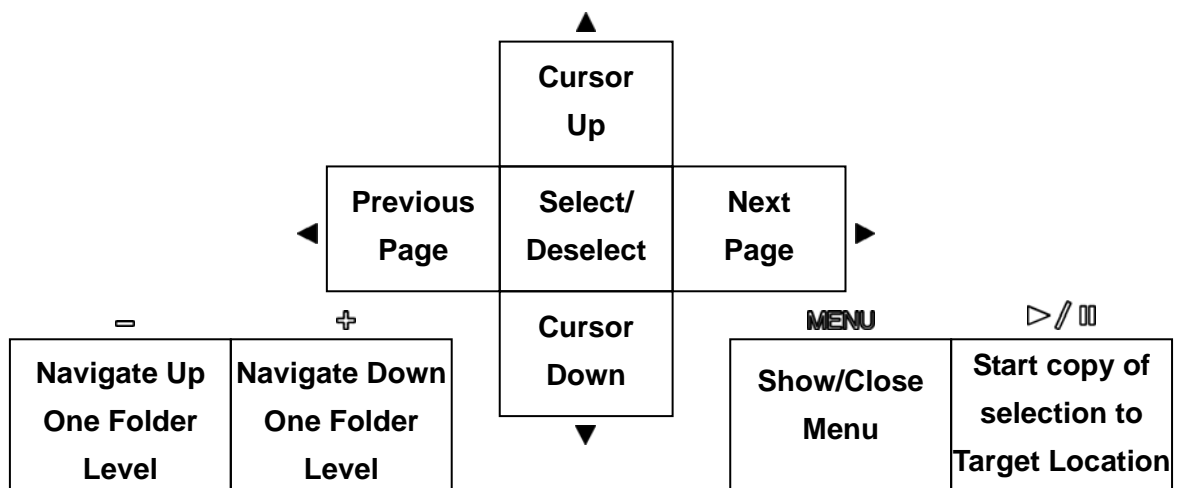 ▲
Cursor
Up
Previous
Page
Select/
Deselect
Next
Page
◄
►
Cursor
Down
▼
−
Navigate Up
One Folder
Level
+
Navigate Down
One Folder
Level
MENU
Show/Close
Menu
▷/▯▯
Start copy of
selection to
Target Location